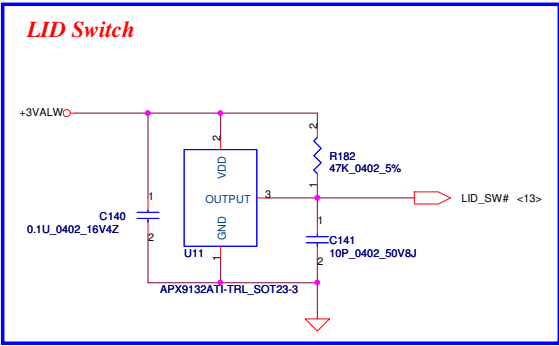 LID Switch
+3VALW
2
VDD
2
R182
47K_0402_5%
1
OUTPUT
3
LID_SW# <13>
1
C140
0.1U_0402_16V4Z
2
GND
1
U11
1
C141
10P_0402_50V8J
2
APX9132ATI-TRL_SOT23-3